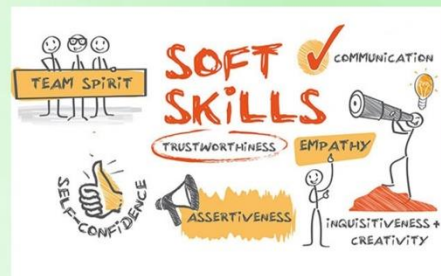 SOFT
SKILLS
TEAM SPIRIT
COMMUNICATION
TRUSTWORTHINESS
EMPATHY
SELF-CONFIDENCE
ASSERTIVENESS
INQUISITIVENESS +
CREATIVITY